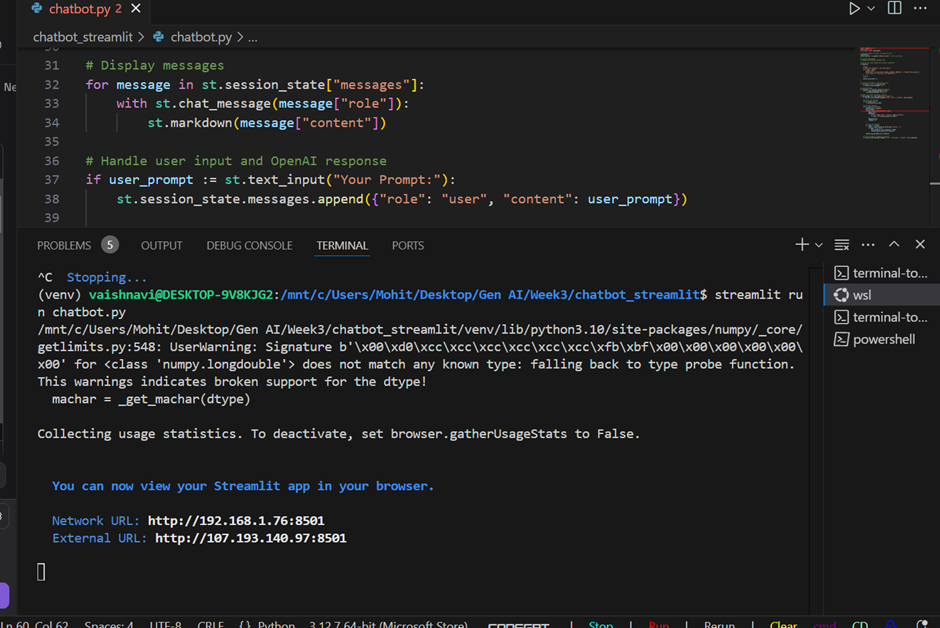 chatbot.py 2
chatbot_streamlit > chatbot.py > ...
Ne
31 # Display messages
32 for message in st.session_state["messages"]:
33 with st.chat_message(message["role"]):
34 st.markdown(message["content"])
35
36 # Handle user input and OpenAI response
37 if user_prompt := st.text_input("Your Prompt:"):
38 st.session_state.messages.append({"role": "user", "content": user_prompt})
39
PROBLEMS 5 OUTPUT DEBUG CONSOLE TERMINAL PORTS
^C Stopping...
(venv) vaishnavi@DESKTOP-9V8KJG2:/mnt/c/Users/Mohit/Desktop/Gen AI/Week3/chatbot_streamlit$ streamlit ru
n chatbot.py
/mnt/c/Users/Mohit/Desktop/Gen AI/Week3/chatbot_streamlit/venv/lib/python3.10/site-packages/numpy/_core/
getlimits.py:548: UserWarning: Signature b'\x00\xd0\xcc\xcc\xcc\xcc\xcc\xcc\xfb\xbf\x00\x00\x00\x00\x00\
x00' for <class 'numpy.longdouble'> does not match any known type: falling back to type probe function.
This warnings indicates broken support for the dtype!
machar = _get_machar(dtype)
Collecting usage statistics. To deactivate, set browser.gatherUsageStats to False.
You can now view your Streamlit app in your browser.
Network URL: http://192.168.1.76:8501
External URL: http://107.193.140.97:8501
terminal-to...
wsl
terminal-to...
powershell
Ln 60, Col 62 Spaces: 4 UTF-8 CRLF {} Python 3.12.7 64-bit (Microsoft Store) CODEGPT | Stop | Run | Rerun | Clear cmd CD